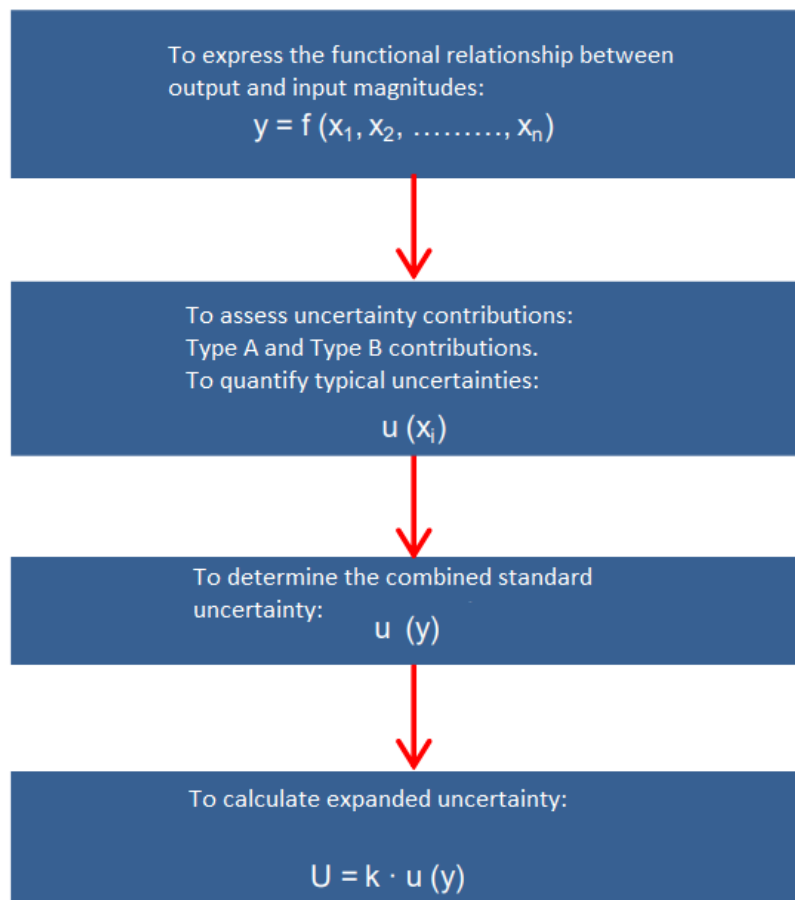 To express the functional relationship between
output and input magnitudes:
y = f (x₁, x₂, ………, xₙ)
To assess uncertainty contributions:
Type A and Type B contributions.
To quantify typical uncertainties:
u (xᵢ)
To determine the combined standard
uncertainty:
u (y)
To calculate expanded uncertainty:
U = k · u (y)